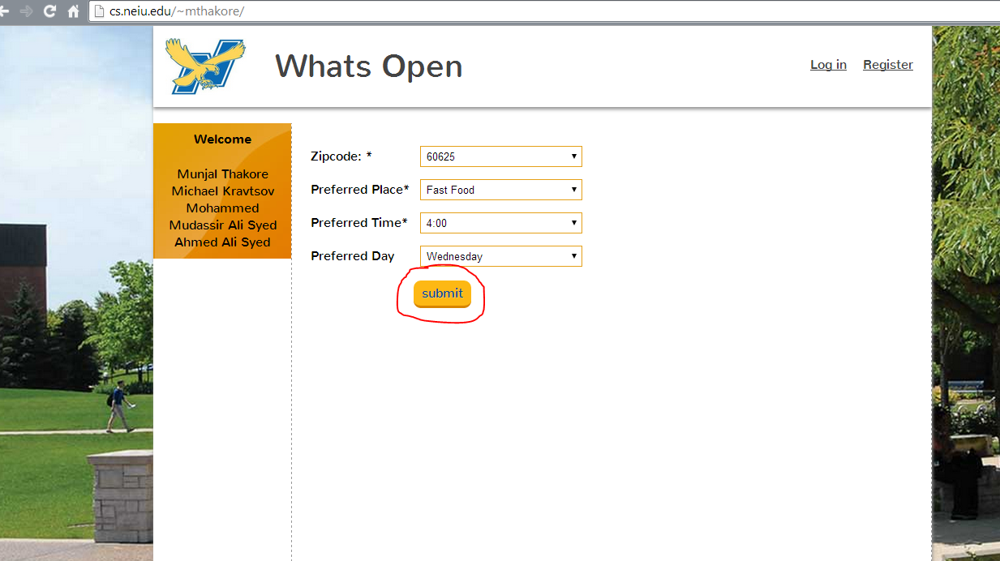 cs.neiu.edu/~mthakore/
Whats Open
Log in Register
Welcome
Munjal Thakore
Michael Kravtsov
Mohammed
Mudassir Ali Syed
Ahmed Ali Syed
Zipcode: * 60625
Preferred Place* Fast Food
Preferred Time* 4:00
Preferred Day Wednesday
submit